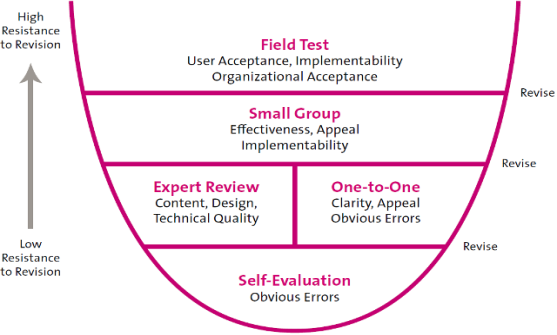 High
Resistance
to Revision
Field Test
User Acceptance, Implementability
Organizational Acceptance
Revise
Small Group
Effectiveness, Appeal
Implementability
Revise
Expert Review
Content, Design,
Technical Quality
One-to-One
Clarity, Appeal
Obvious Errors
Low
Resistance
to Revision
Revise
Self-Evaluation
Obvious Errors